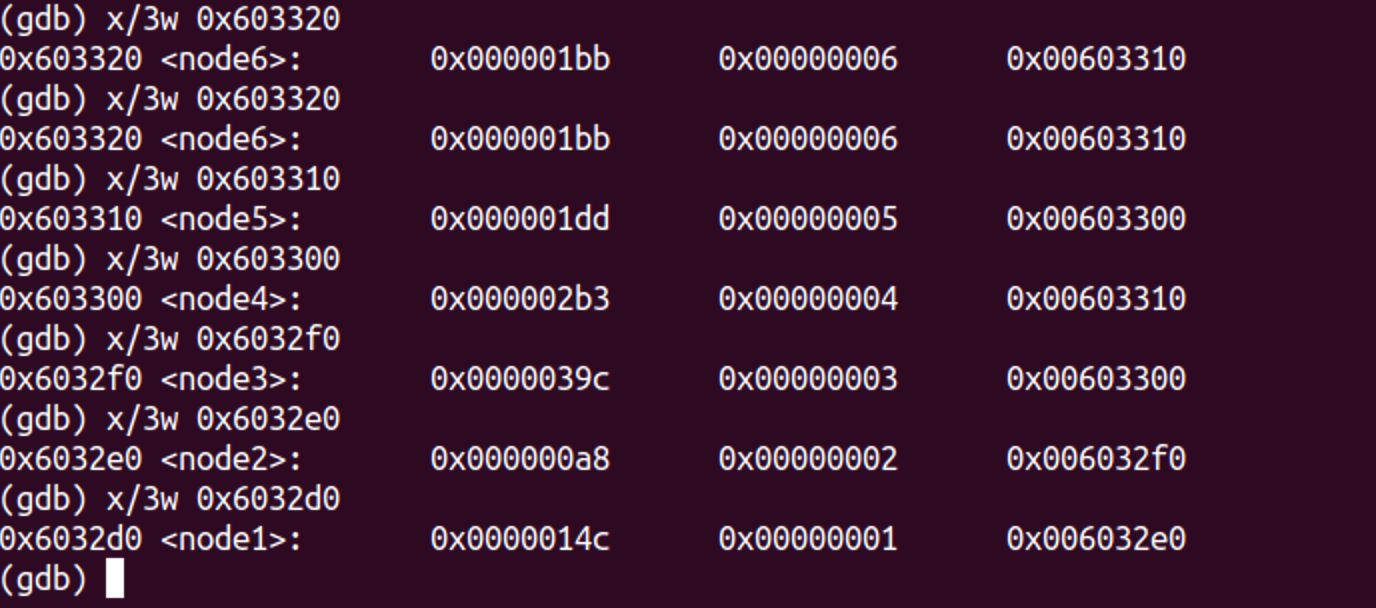 (gdb) x/3w 0x603320
0x603320 <node6>: 0x000001bb 0x00000006 0x00603310
(gdb) x/3w 0x603320
0x603320 <node6>: 0x000001bb 0x00000006 0x00603310
(gdb) x/3w 0x603310
0x603310 <node5>: 0x000001dd 0x00000005 0x00603300
(gdb) x/3w 0x603300
0x603300 <node4>: 0x000002b3 0x00000004 0x00603310
(gdb) x/3w 0x6032f0
0x6032f0 <node3>: 0x0000039c 0x00000003 0x00603300
(gdb) x/3w 0x6032e0
0x6032e0 <node2>: 0x000000a8 0x00000002 0x006032f0
(gdb) x/3w 0x6032d0
0x6032d0 <node1>: 0x0000014c 0x00000001 0x006032e0
(gdb)